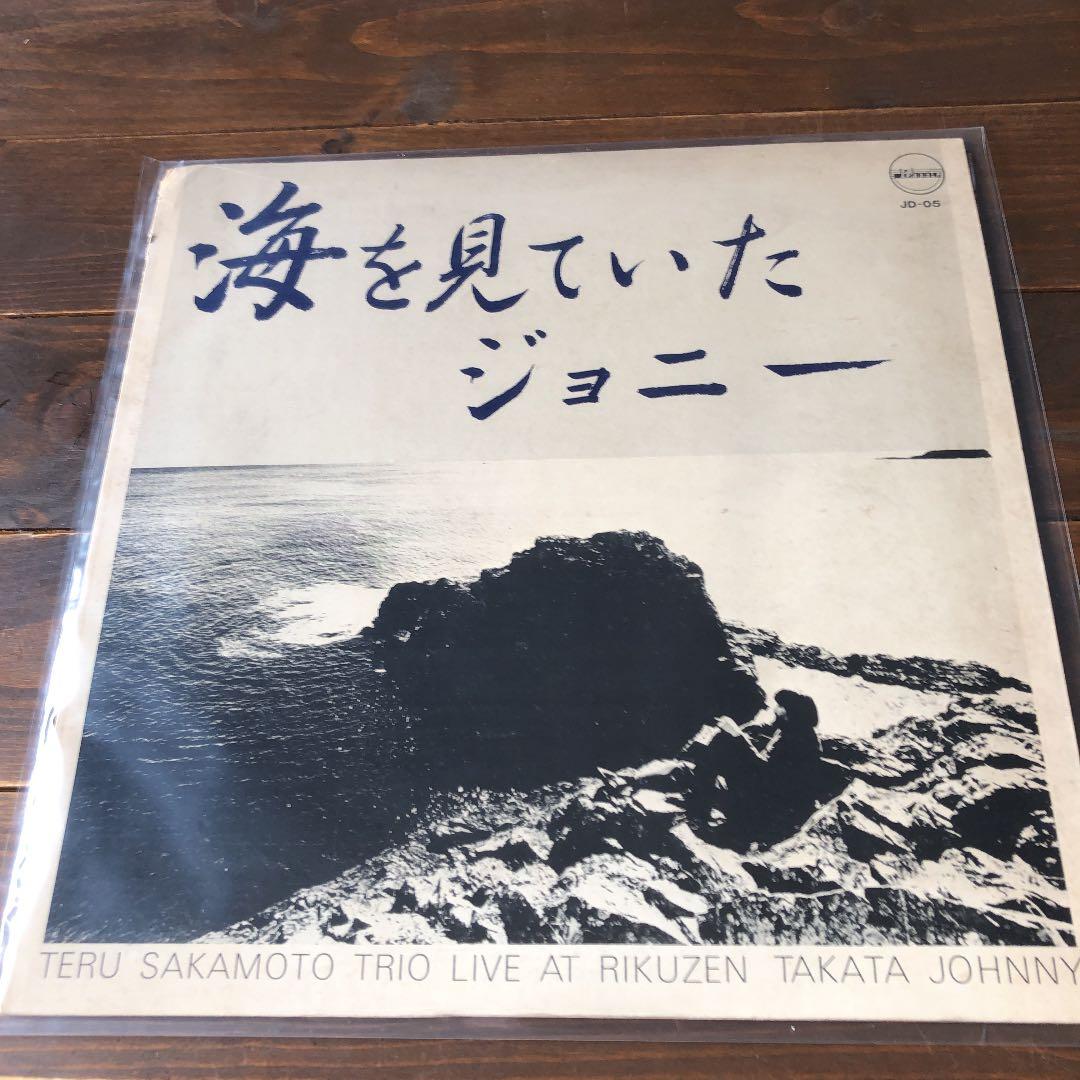 JD-05
海を見ていた
ジョニー
TERU SAKAMOTO TRIO LIVE AT RIKUZEN TAKATA JOHNNY